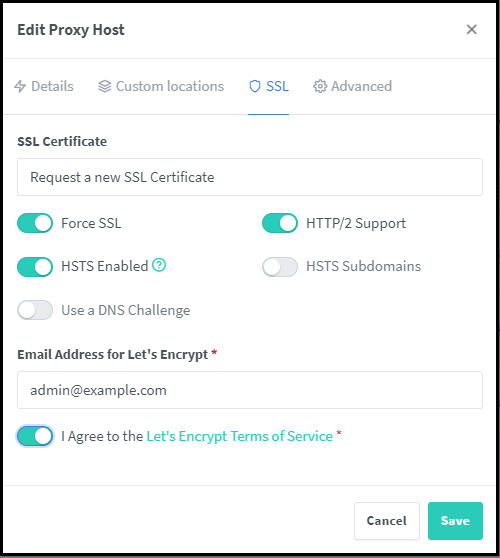 Edit Proxy Host
Details Custom locations SSL Advanced
SSL Certificate
Request a new SSL Certificate
Force SSL HTTP/2 Support
HSTS Enabled HSTS Subdomains
Use a DNS Challenge
Email Address for Let's Encrypt *
admin@example.com
I Agree to the Let's Encrypt Terms of Service *
Cancel Save